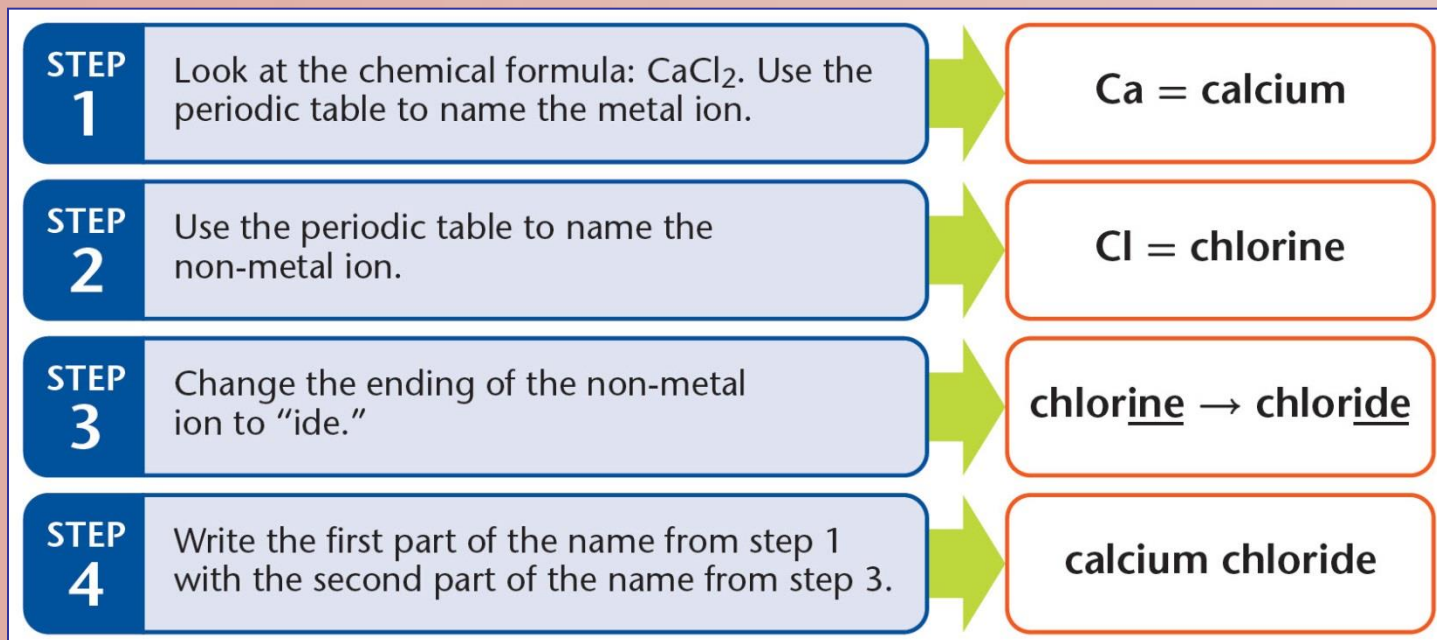 STEP
1
Look at the chemical formula: CaCl₂. Use the
periodic table to name the metal ion.
Ca = calcium
STEP
2
Use the periodic table to name the
non-metal ion.
Cl = chlorine
STEP
3
Change the ending of the non-metal
ion to “ide.”
chlorine → chloride
STEP
4
Write the first part of the name from step 1
with the second part of the name from step 3.
calcium chloride